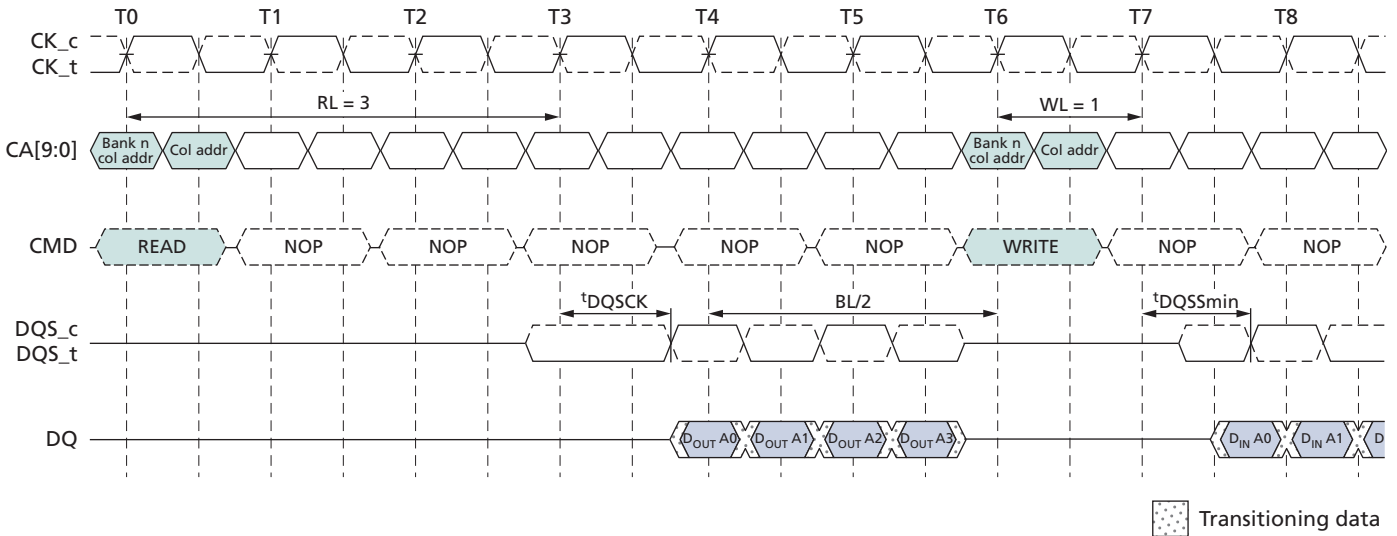 T0 T1 T2 T3 T4 T5 T6 T7 T8
CK_c
CK_t
RL = 3
WL = 1
CA[9:0]
Bank n
col addr
Col addr
Bank n
col addr
Col addr
CMD
READ NOP NOP NOP NOP NOP WRITE NOP NOP
tDQSCK
BL/2
tDQSSmin
DQS_c
DQS_t
DQ
DOUT A0 DOUT A1 DOUT A2 DOUT A3 DIN A0 DIN A1 D
Transitioning data